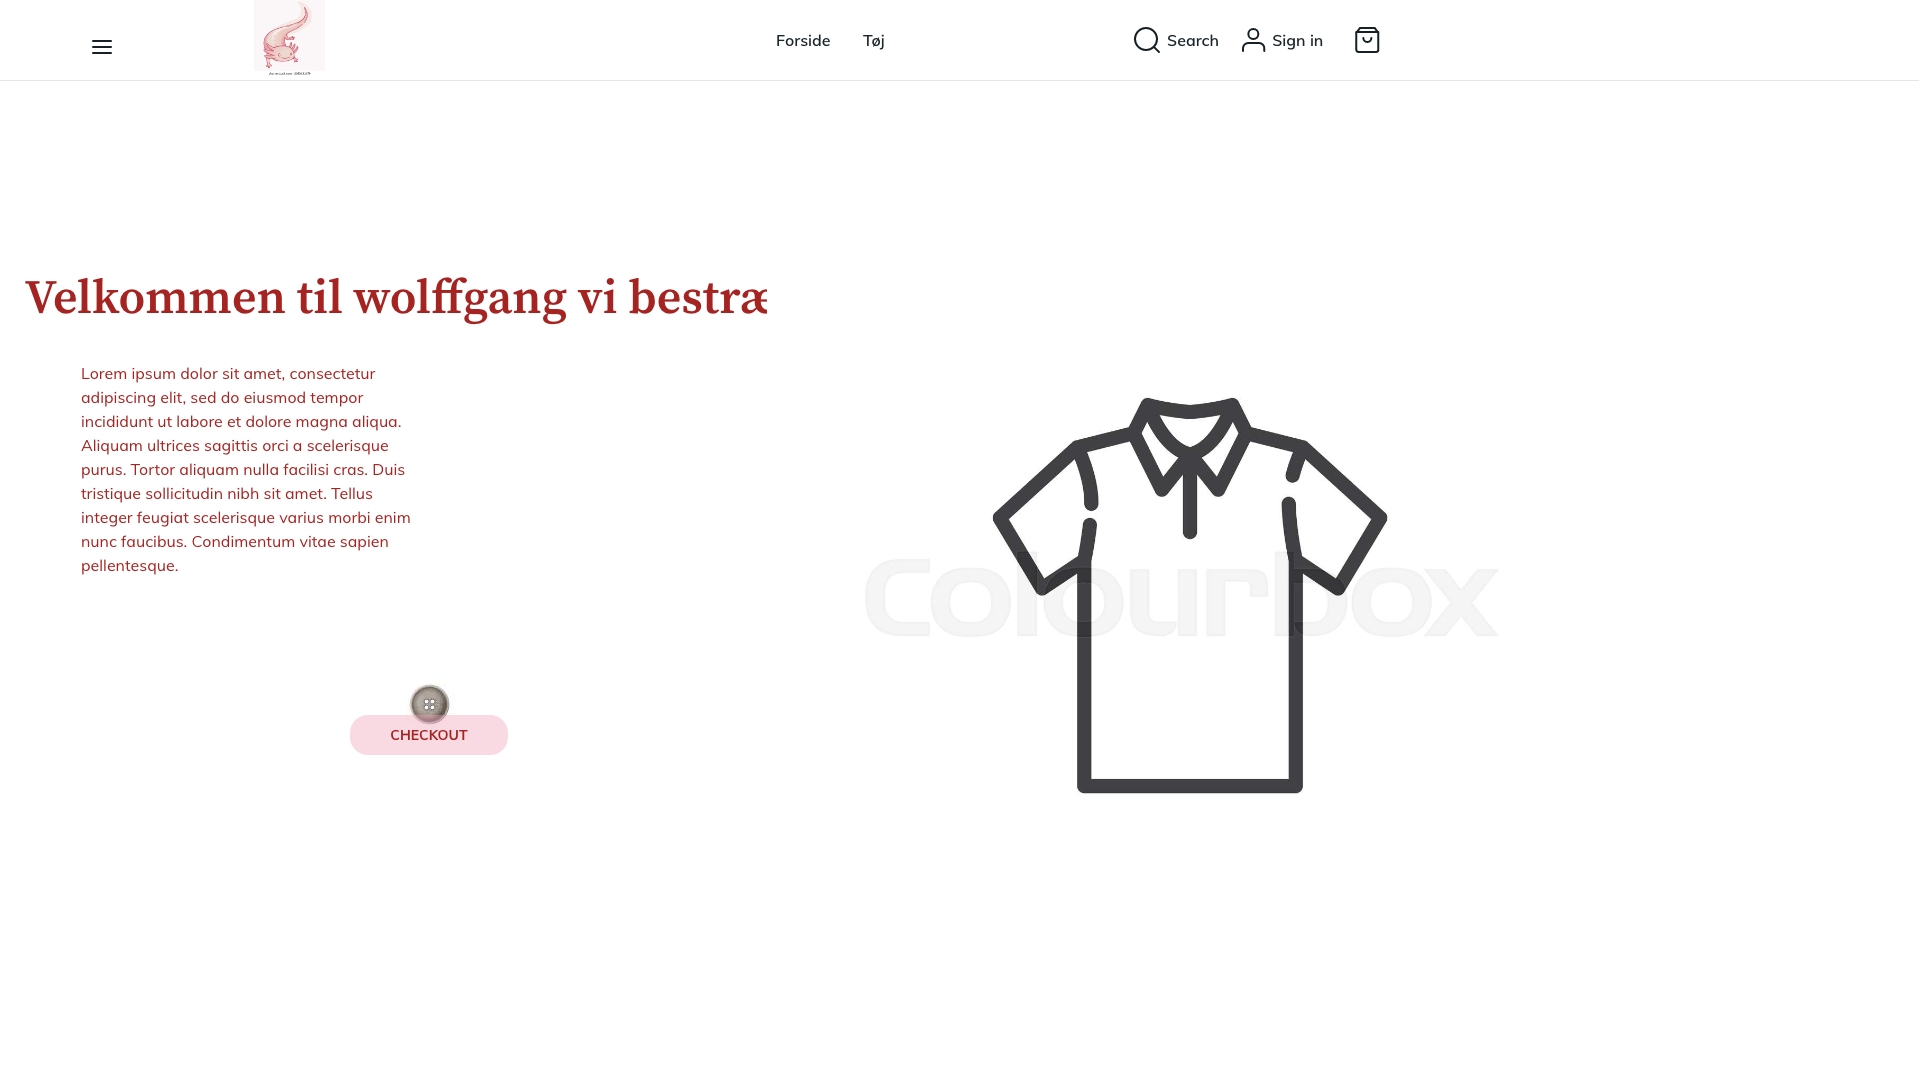 Forside
Tøj
Search
Sign in
Velkommen til wolffgang vi bestræ
Lorem ipsum dolor sit amet, consectetur
adipiscing elit, sed do eiusmod tempor
incididunt ut labore et dolore magna aliqua.
Aliquam ultrices sagittis orci a scelerisque
purus. Tortor aliquam nulla facilisi cras. Duis
tristique sollicitudin nibh sit amet. Tellus
integer feugiat scelerisque varius morbi enim
nunc faucibus. Condimentum vitae sapien
pellentesque.
Colourbox
CHECKOUT